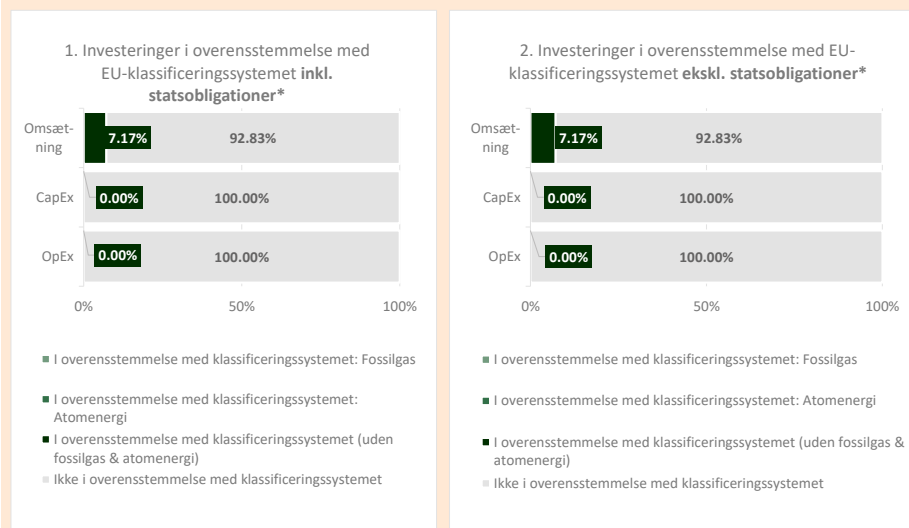 1. Investeringer i overensstemmelse med
EU-klassificeringssystemet inkl.
statsobligationer*
Omsæt-
ning
7.17%
92.83%
CapEx
0.00%
100.00%
OpEx
0.00%
100.00%
0%
50%
100%
I overensstemmelse med klassificeringssystemet: Fossilgas
I overensstemmelse med klassificeringssystemet:
Atomenergi
I overensstemmelse med klassificeringssystemet (uden
fossilgas & atomenergi)
Ikke i overensstemmelse med klassificeringssystemet
2. Investeringer i overensstemmelse med EU-
klassificeringssystemet ekskl. statsobligationer*
Omsæt-
ning
7.17%
92.83%
CapEx
0.00%
100.00%
OpEx
0.00%
100.00%
0%
50%
100%
I overensstemmelse med klassificeringssystemet: Fossilgas
I overensstemmelse med klassificeringssystemet: Atomenergi
I overensstemmelse med klassificeringssystemet (uden fossilgas &
atomenergi)
Ikke i overensstemmelse med klassificeringssystemet